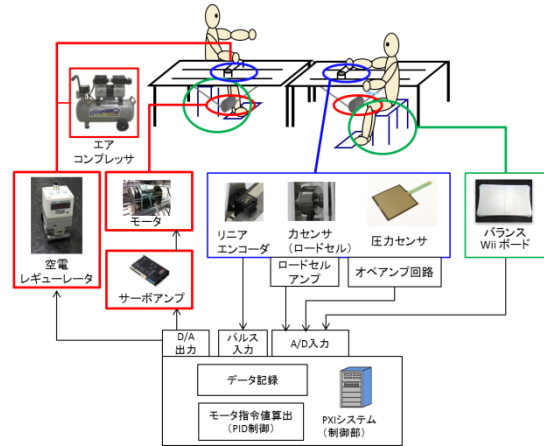 エア
コンプレッサ
空電
レギューレータ
モータ
サーボアンプ
リニア
エンコーダ
力センサ
(ロードセル)
圧力センサ
バランス
Wii ボード
ロードセル
アンプ
オペアンプ回路
D/A
出力
パルス
入力
A/D入力
データ記録
モータ指令値算出
(PID制御)
PXIシステム
(制御部)